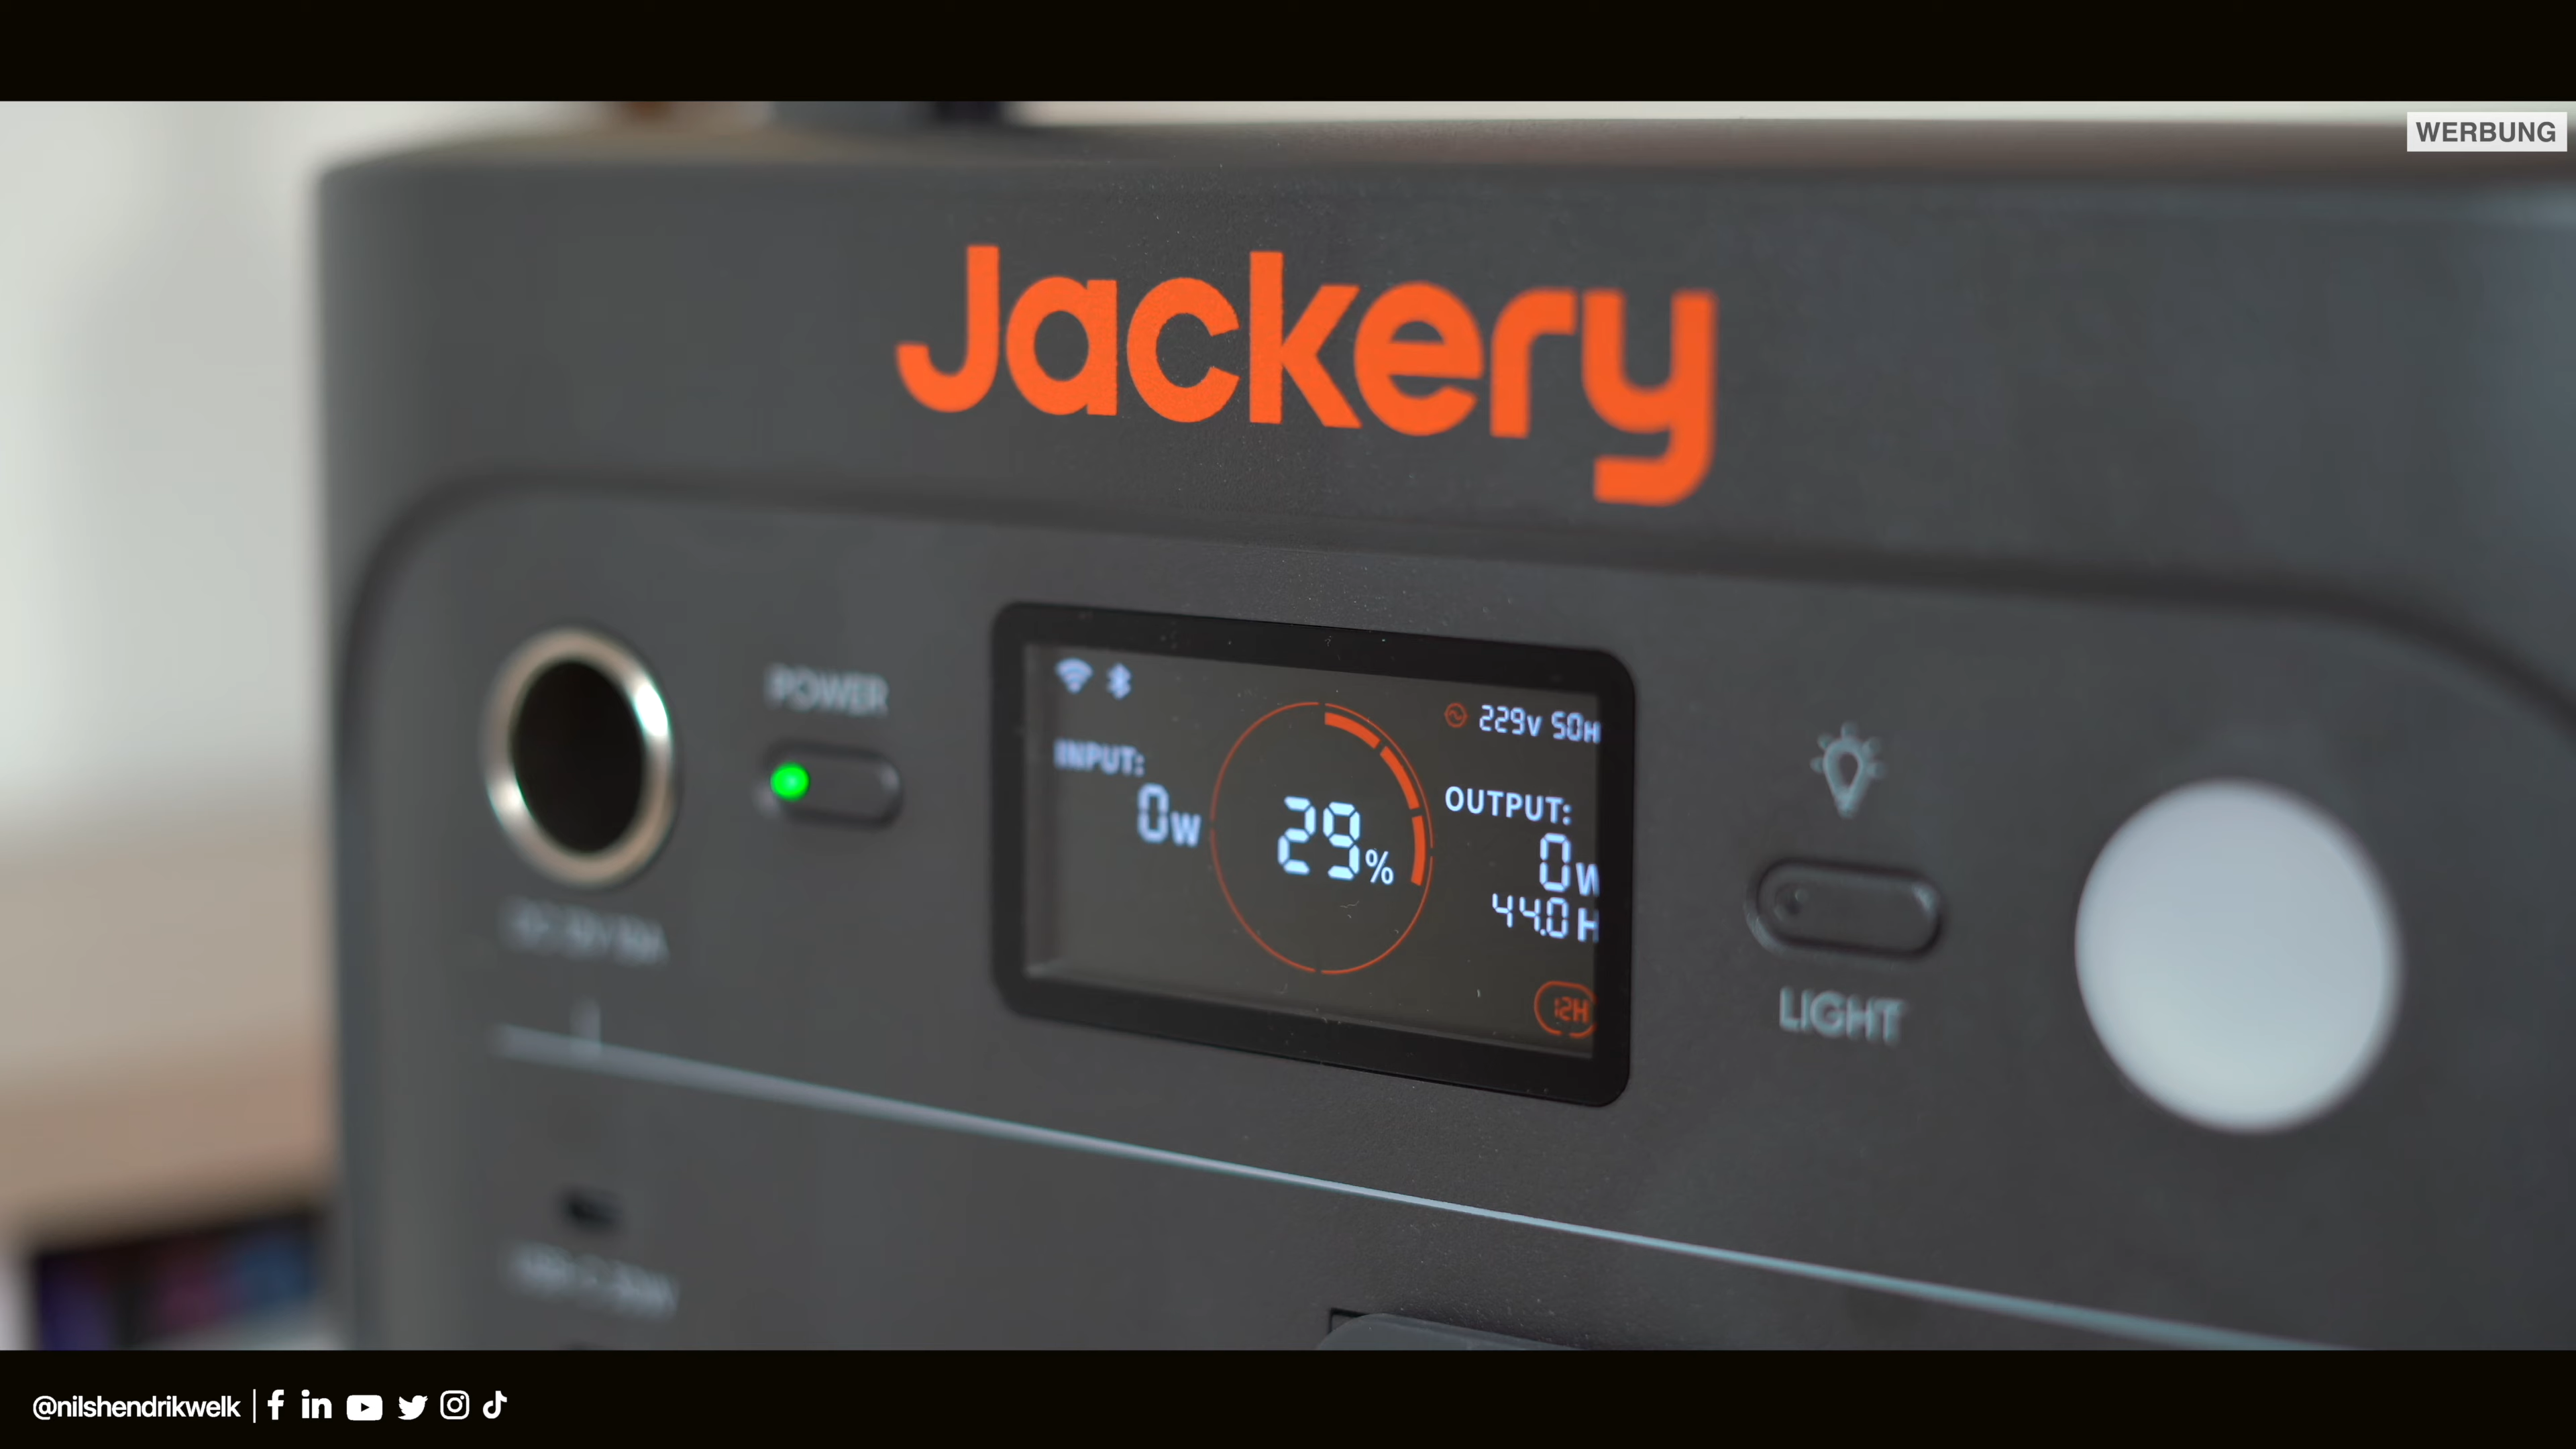 WERBUNG
Jackery
POWER
229V 50H
INPUT:
0W
29%
OUTPUT:
0W
44.0H
12H
LIGHT
@nilshendrikwelk